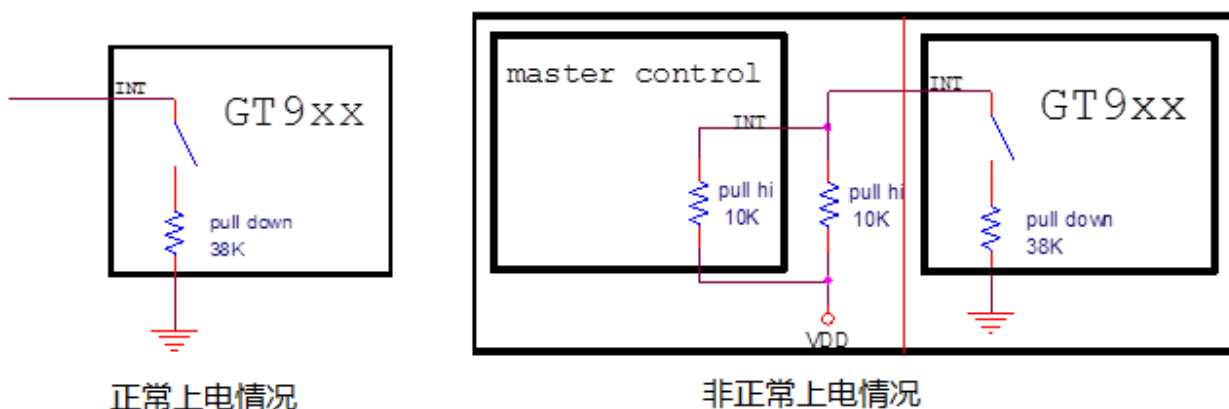 INT
GT9xx
pull down
38K
正常上电情况
master control
INT
pull hi
10K
pull hi
10K
VDD
INT
GT9xx
pull down
38K
非正常上电情况